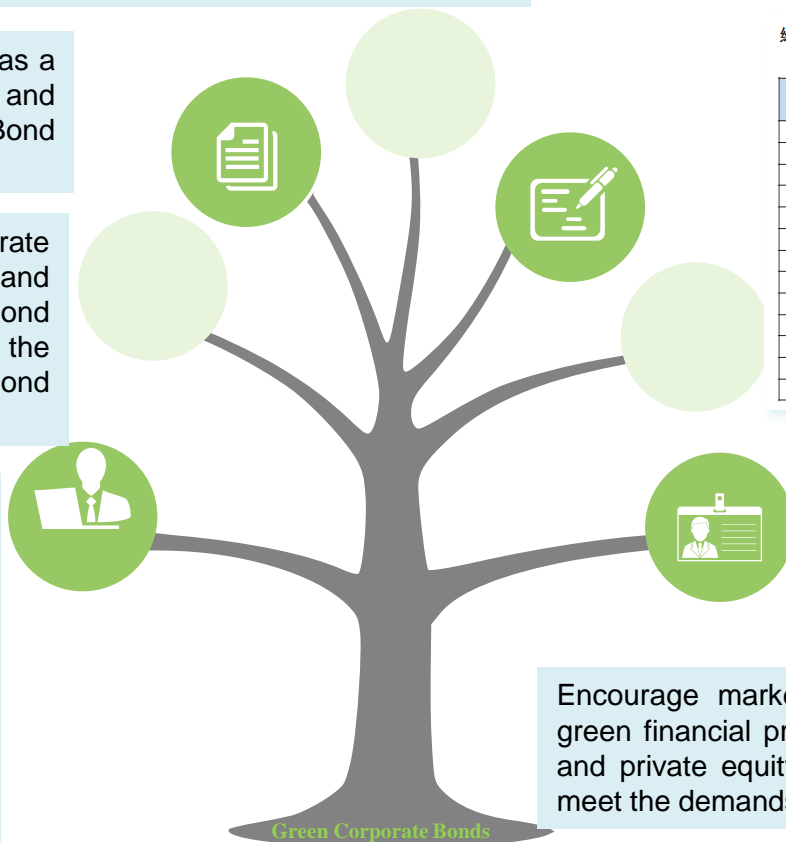 as a
and
Bond
rate
and
ond
the
ond
Encourage marke
green financial pr
and private equit
meet the demands
Green Corporate Bonds